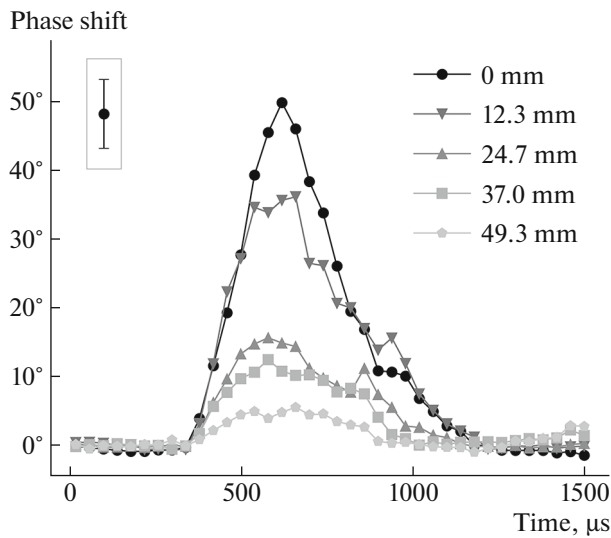 Phase shift
50°
40°
30°
20°
10°
0°
0 mm
12.3 mm
24.7 mm
37.0 mm
49.3 mm
0
500
1000
1500
Time, μs